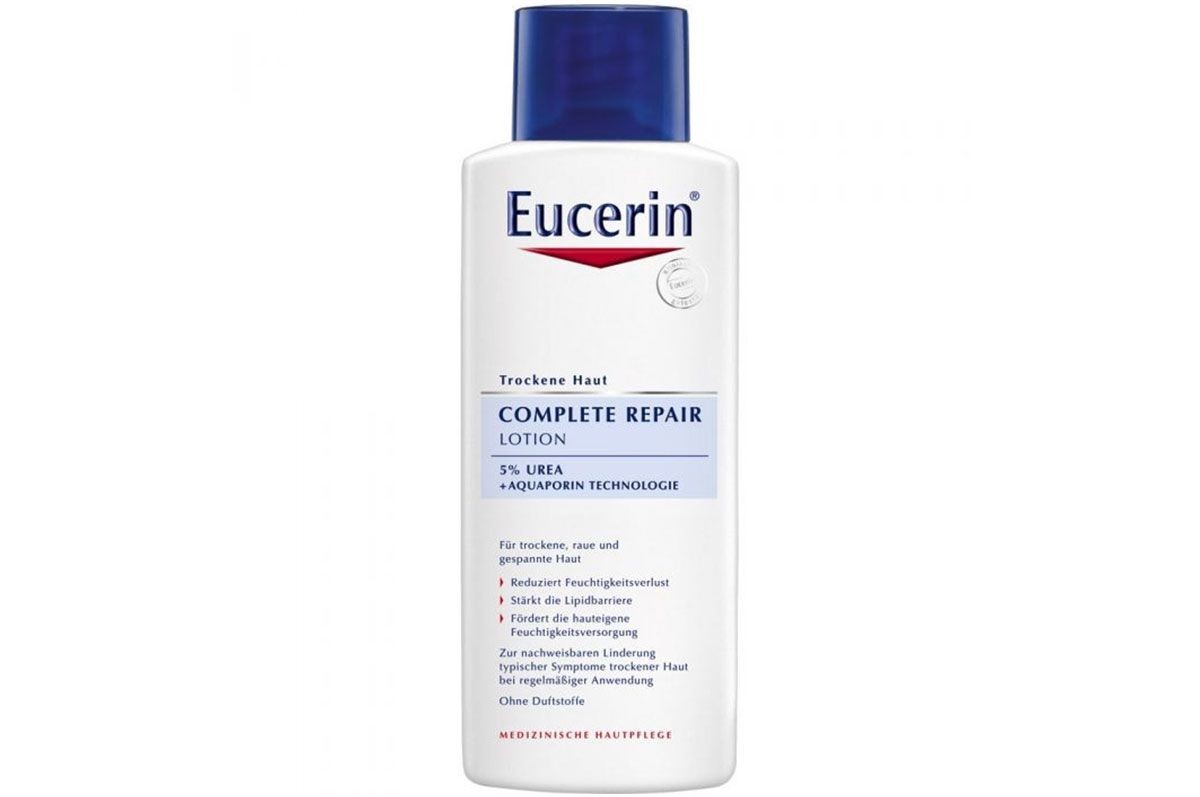 Eucerin®
Eucerin
Trockene Haut
COMPLETE REPAIR
LOTION
5% UREA
+AQUAPORIN TECHNOLOGIE
Für trockene, raue und
gespannte Haut
Reduziert Feuchtigkeitsverlust
Stärkt die Lipidbarriere
Fördert die hauteigene
Feuchtigkeitsversorgung
Zur nachweisbaren Linderung
typischer Symptome trockener Haut
bei regelmäßiger Anwendung
Ohne Duftstoffe
MEDIZINISCHE HAUTPFLEGE